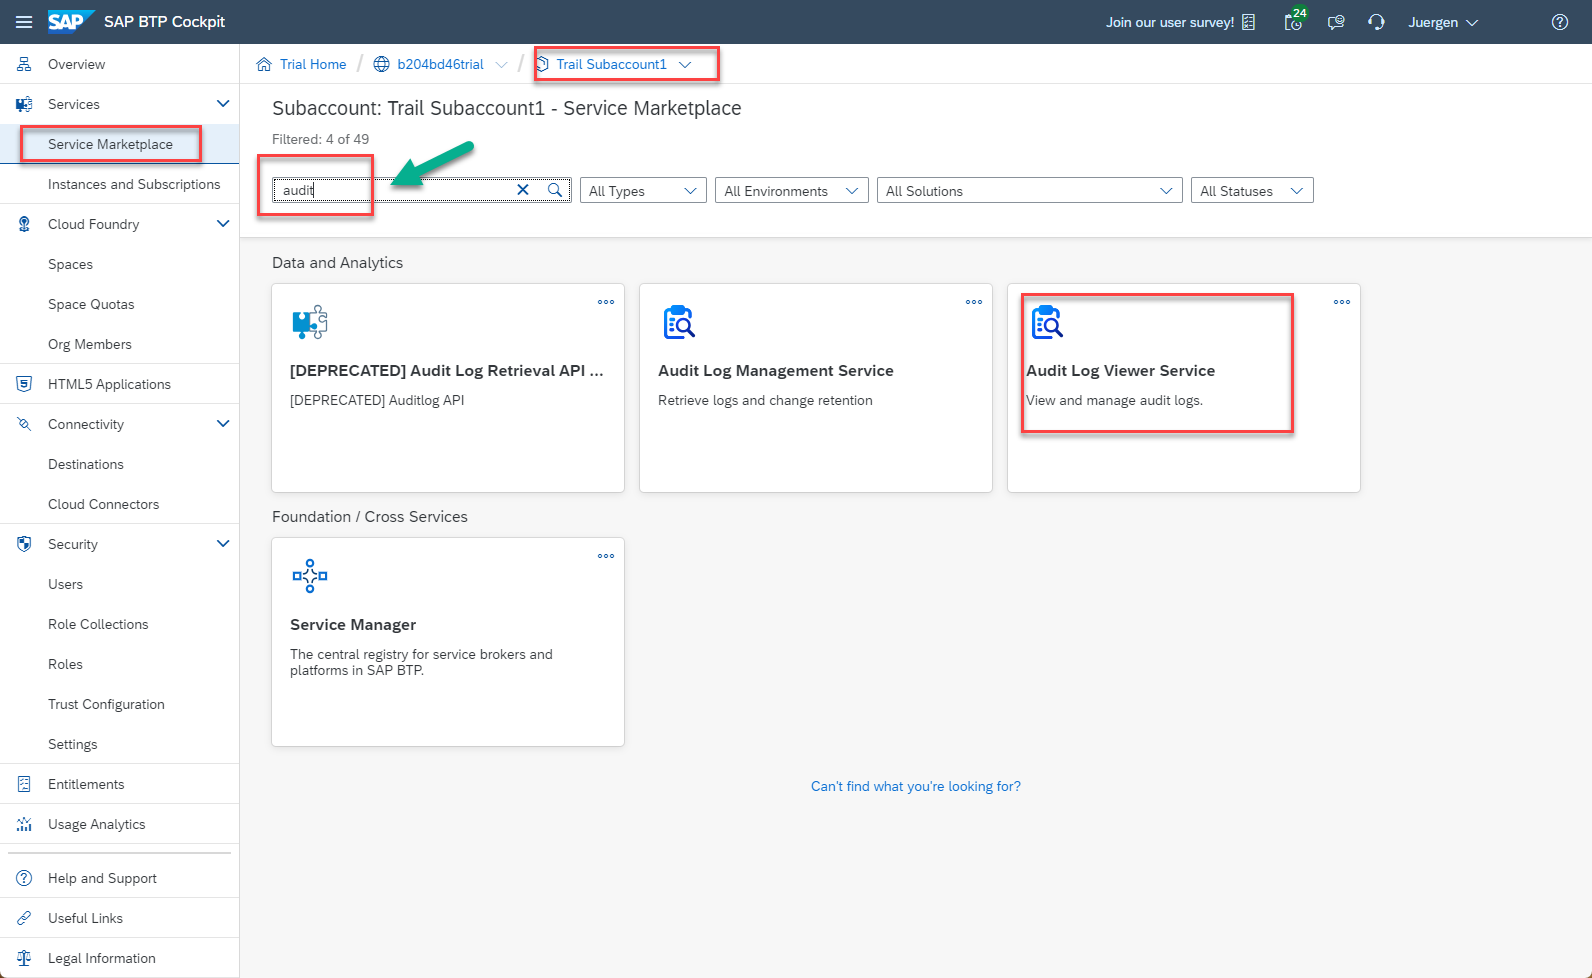 SAP SAP BTP Cockpit
Join our user survey!
24
Juergen
Overview
Services
Service Marketplace
Instances and Subscriptions
Cloud Foundry
Spaces
Space Quotas
Org Members
HTML5 Applications
Connectivity
Destinations
Cloud Connectors
Security
Users
Role Collections
Roles
Trust Configuration
Settings
Entitlements
Usage Analytics
Help and Support
Useful Links
Legal Information
Trial Home / b204bd46trial / Trail Subaccount1
Subaccount: Trail Subaccount1 - Service Marketplace
Filtered: 4 of 49
audit
All Types
All Environments
All Solutions
All Statuses
Data and Analytics
[DEPRECATED] Audit Log Retrieval API ...
[DEPRECATED] Auditlog API
Audit Log Management Service
Retrieve logs and change retention
Audit Log Viewer Service
View and manage audit logs.
Foundation / Cross Services
Service Manager
The central registry for service brokers and
platforms in SAP BTP.
Can't find what you're looking for?